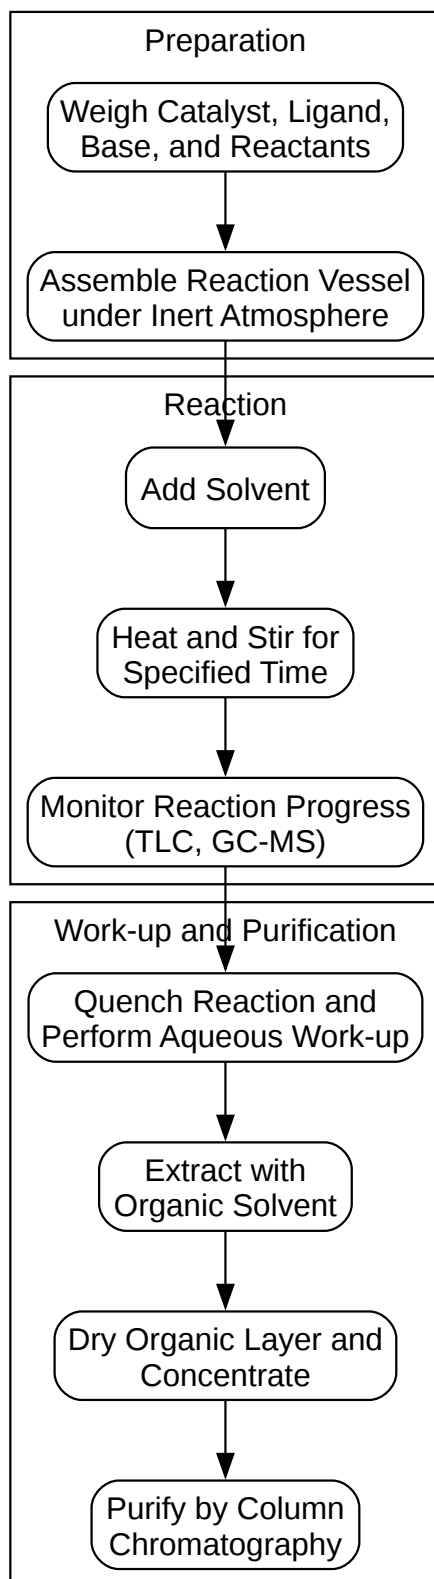 Preparation
Weigh Catalyst, Ligand,
Base, and Reactants
Assemble Reaction Vessel
under Inert Atmosphere
Reaction
Add Solvent
Heat and Stir for
Specified Time
Monitor Reaction Progress
(TLC, GC-MS)
Work-up and Purification
Quench Reaction and
Perform Aqueous Work-up
Extract with
Organic Solvent
Dry Organic Layer and
Concentrate
Purify by Column
Chromatography